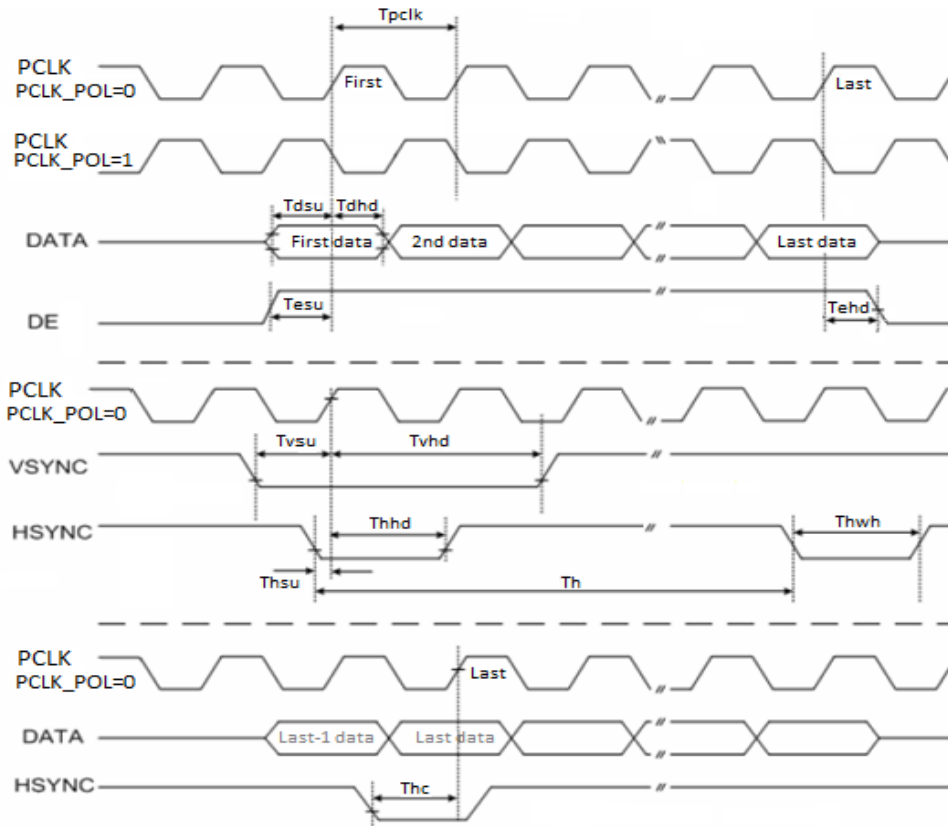 Tpclk
PCLK
PCLK_POL=0
First
Last
PCLK
PCLK_POL=1
Tdsu
Tdhd
DATA
First data
2nd data
Last data
DE
Tesu
Tehd
PCLK
PCLK_POL=0
Tvsu
Tvhd
VSYNC
HSYNC
Thhd
Thwh
Thsu
Th
PCLK
PCLK_POL=0
Last
DATA
Last-1 data
Last data
HSYNC
Thc